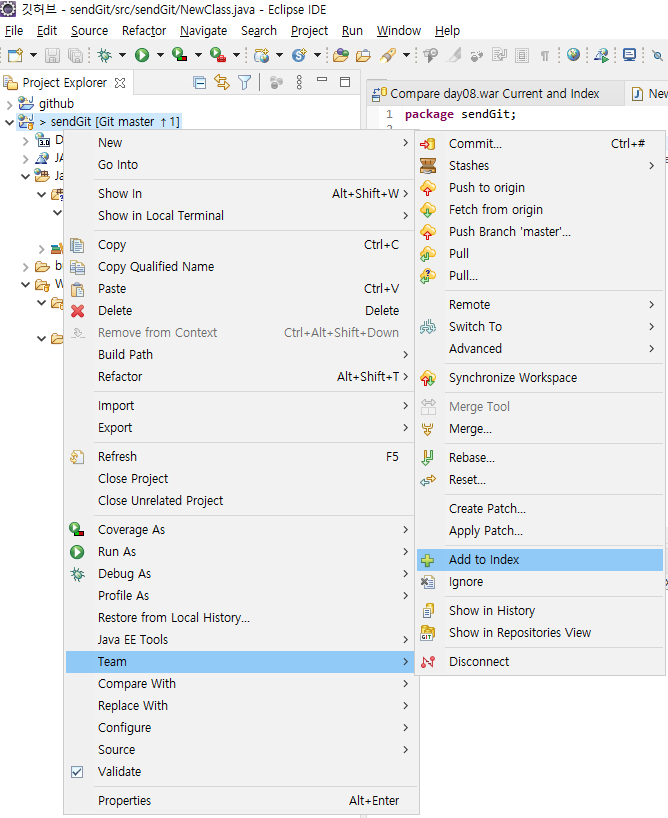 깃허브 - sendGit/src/sendGit/NewClass.java - Eclipse IDE
File Edit Source Refactor Navigate Search Project Run Window Help
Project Explorer
Compare day08.war Current and Index
New
github
1 package sendGit;
> sendGit [Git master ↑1]
D
JA
Ja
b
W
New
Go Into
Show In Alt+Shift+W
Show in Local Terminal
Copy Ctrl+C
Copy Qualified Name
Paste Ctrl+V
Delete Delete
Remove from Context Ctrl+Alt+Shift+Down
Build Path
Refactor Alt+Shift+T
Import
Export
Refresh F5
Close Project
Close Unrelated Project
Coverage As
Run As
Debug As
Profile As
Restore from Local History...
Java EE Tools
Team
Compare With
Replace With
Configure
Source
Validate
Properties Alt+Enter
Commit... Ctrl+#
Stashes
Push to origin
Fetch from origin
Push Branch 'master'...
Pull
Pull...
Remote
Switch To
Advanced
Synchronize Workspace
Merge Tool
Merge...
Rebase...
Reset...
Create Patch...
Apply Patch...
Add to Index
Ignore
Show in History
Show in Repositories View
Disconnect